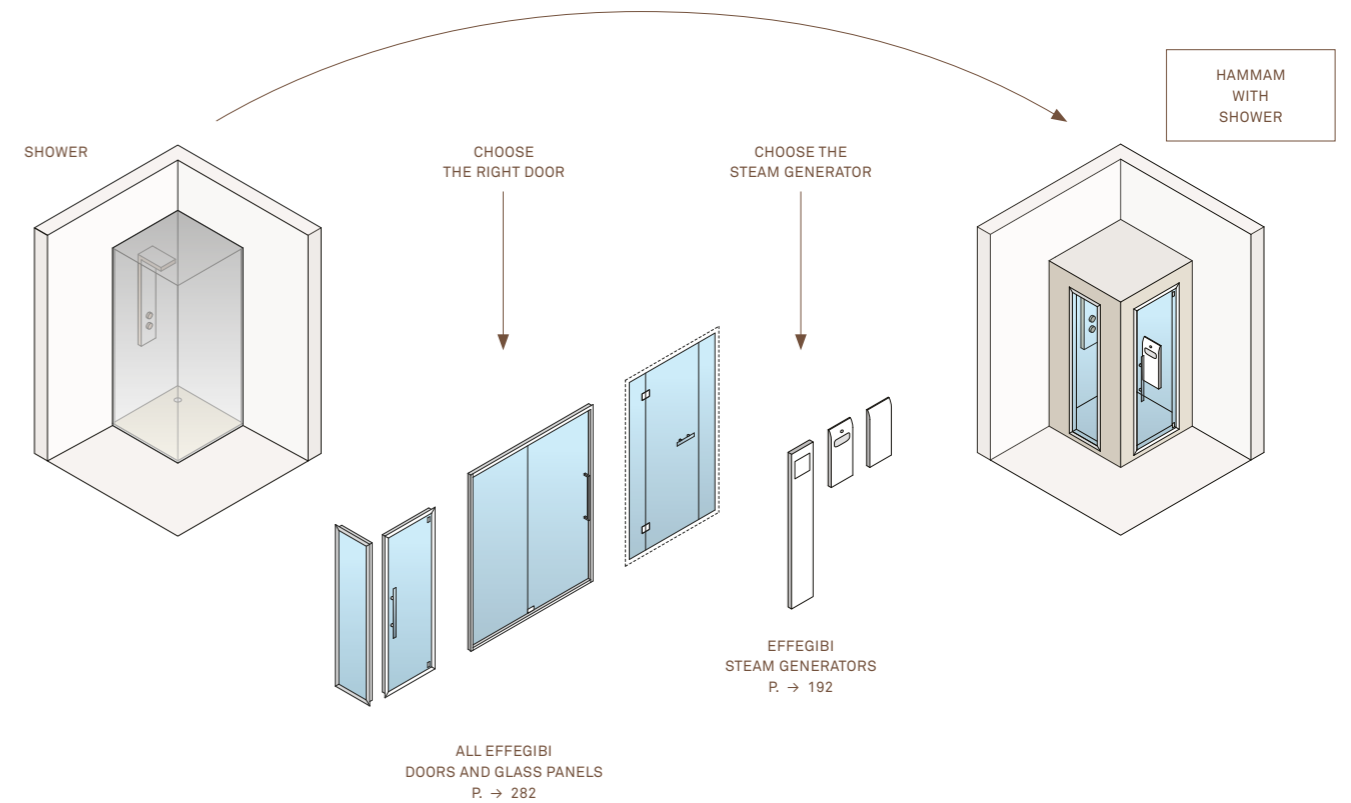 HAMMAM
WITH
SHOWER
SHOWER
CHOOSE
THE RIGHT DOOR
CHOOSE THE
STEAM GENERATOR
EFFEGIBI
STEAM GENERATORS
P. → 192
ALL EFFEGIBI
DOORS AND GLASS PANELS
P. → 282